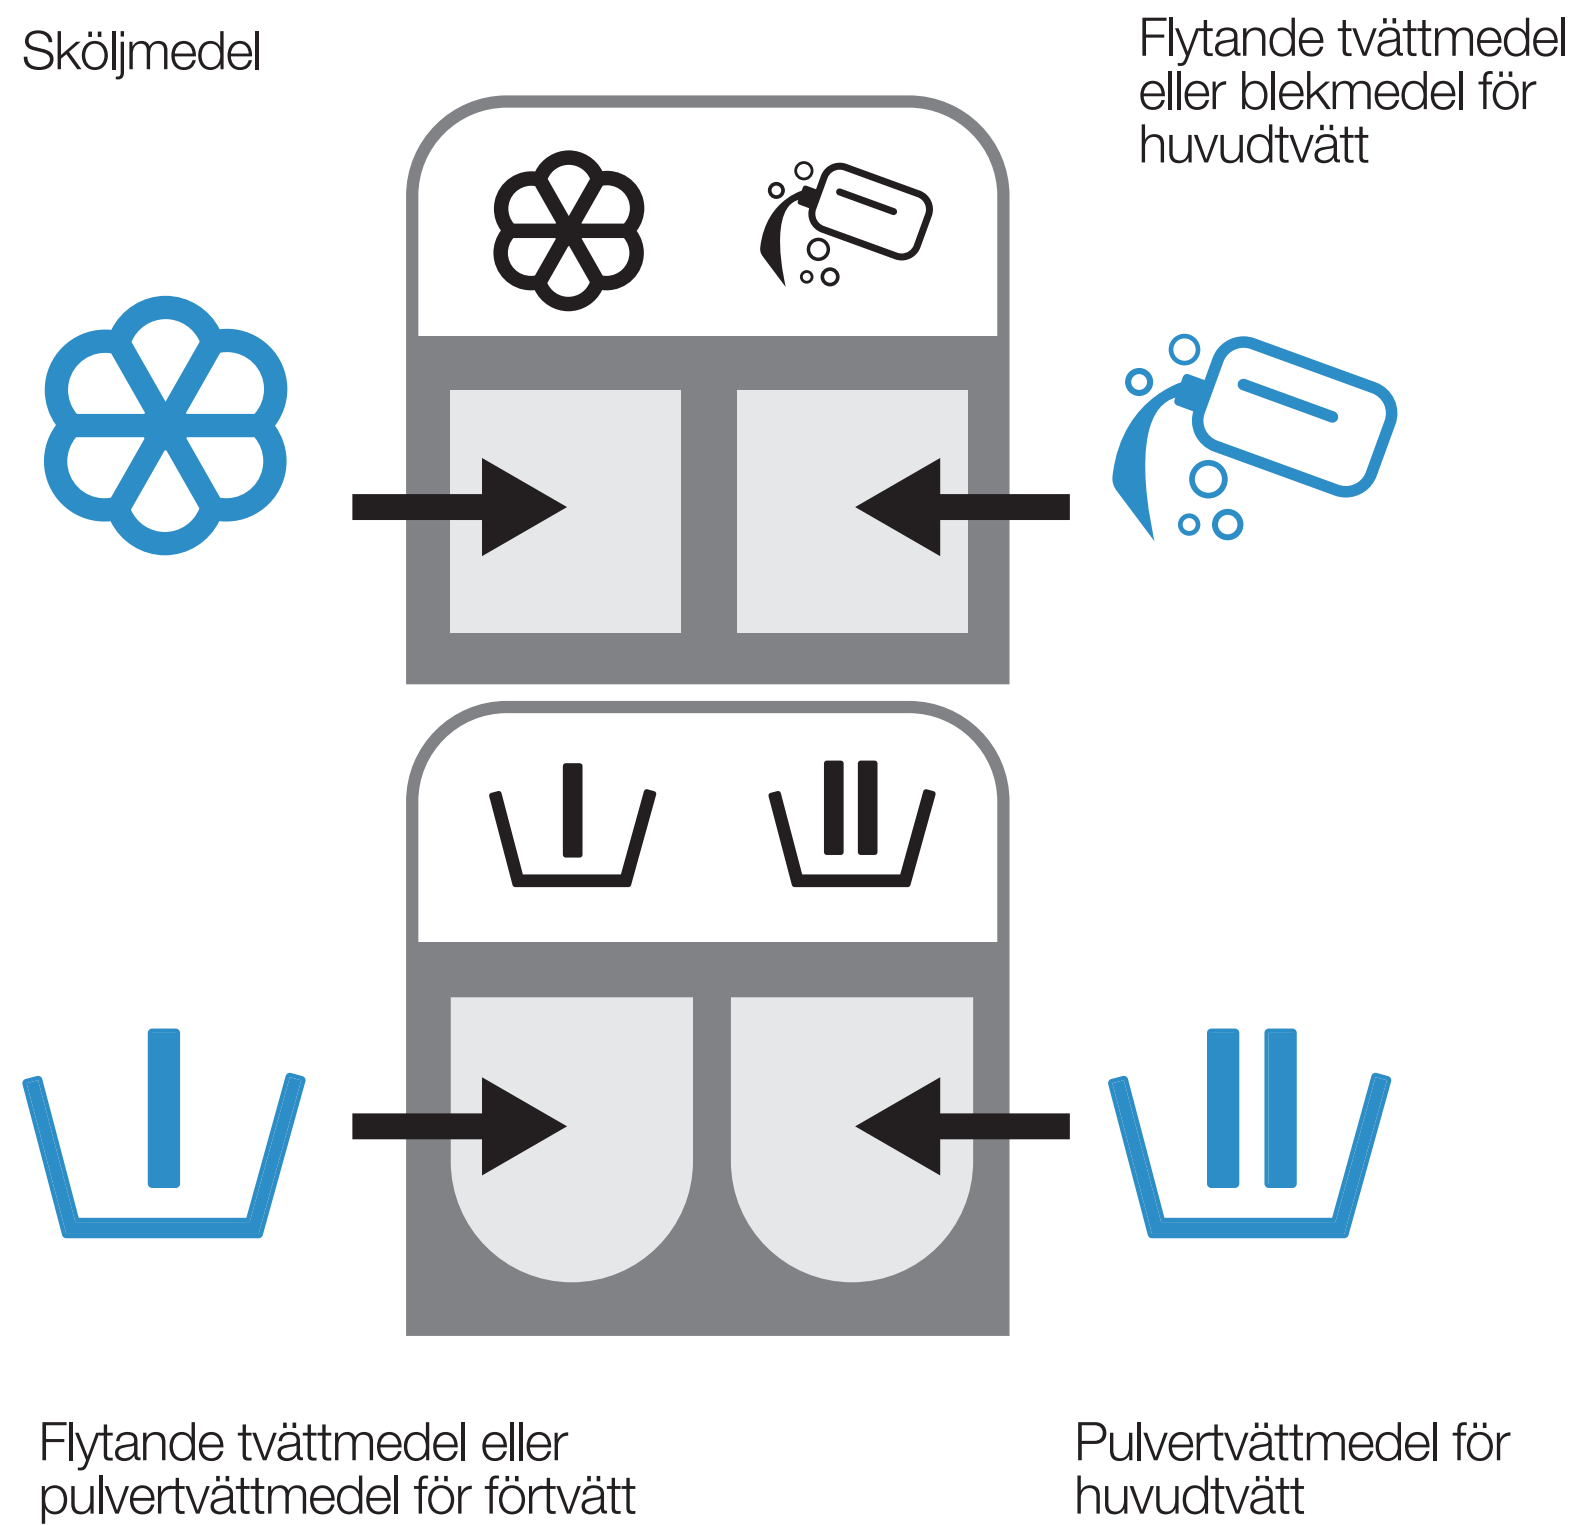 Sköljmedel
Flytande tvättmedel
eller blekmedel för
huvudtvätt
Flytande tvättmedel eller
pulvertvättmedel för förtvätt
Pulvertvättmedel för
huvudtvätt